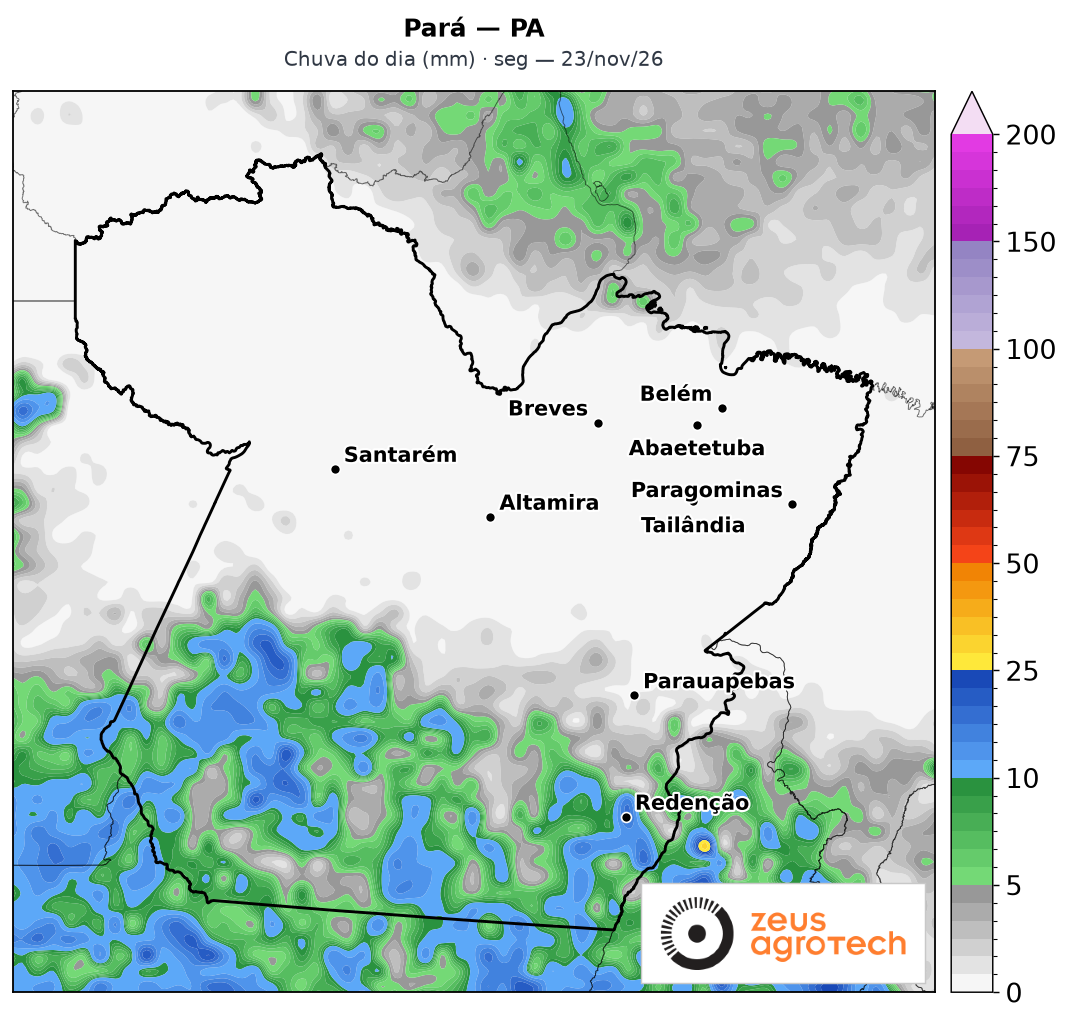 Pará — PA
Chuva do dia (mm) · seg — 23/nov/26
Belém
Breves
Abaetetuba
Santarém
Paragominas
Altamira
Tailândia
Parauapebas
Redenção
200
150
100
75
50
25
10
5
0
zeus
agrotech